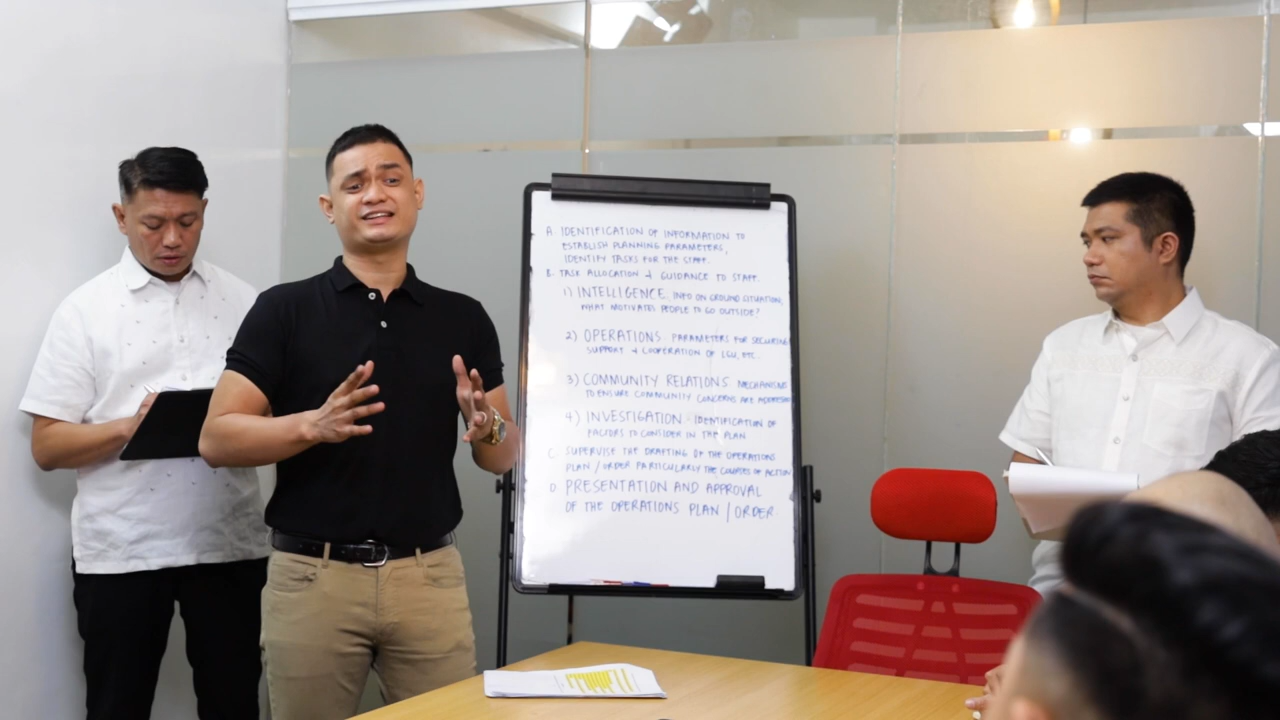 A. IDENTIFICATION OF INFORMATION TO
ESTABLISH PLANNING PARAMETERS,
IDENTIFY TASKS FOR THE STAFF.
B. TASK ALLOCATION & GUIDANCE TO STAFF.
1) INTELLIGENCE INFO ON GROUND SITUATION,
WHAT MOTIVATES PEOPLE TO GO OUTSIDE?
2) OPERATIONS PARAMETERS FOR SECURING
SUPPORT & COOPERATION OF LGU, ETC.
3) COMMUNITY RELATIONS MECHANISMS
TO ENSURE COMMUNITY CONCERNS ARE ADDRESSED
4) INVESTIGATION - IDENTIFICATION OF
FACTORS TO CONSIDER IN THE PLAN
C. SUPERVISE THE DRAFTING OF THE OPERATIONS
PLAN / ORDER PARTICULARLY THE COURSES OF ACTION
D. PRESENTATION AND APPROVAL
OF THE OPERATIONS PLAN / ORDER